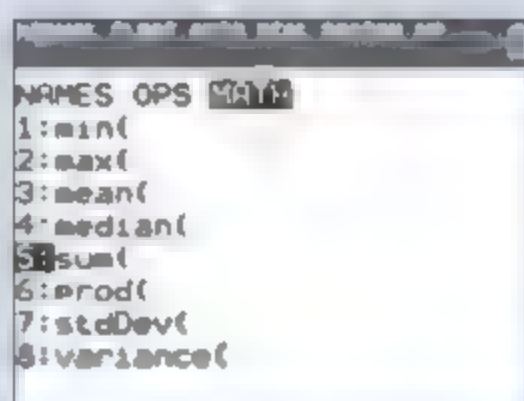 NAMES OPS MATH
1:min(
2:max(
3:mean(
4:median(
5:sum(
6:prod(
7:stdDev(
8:variance(